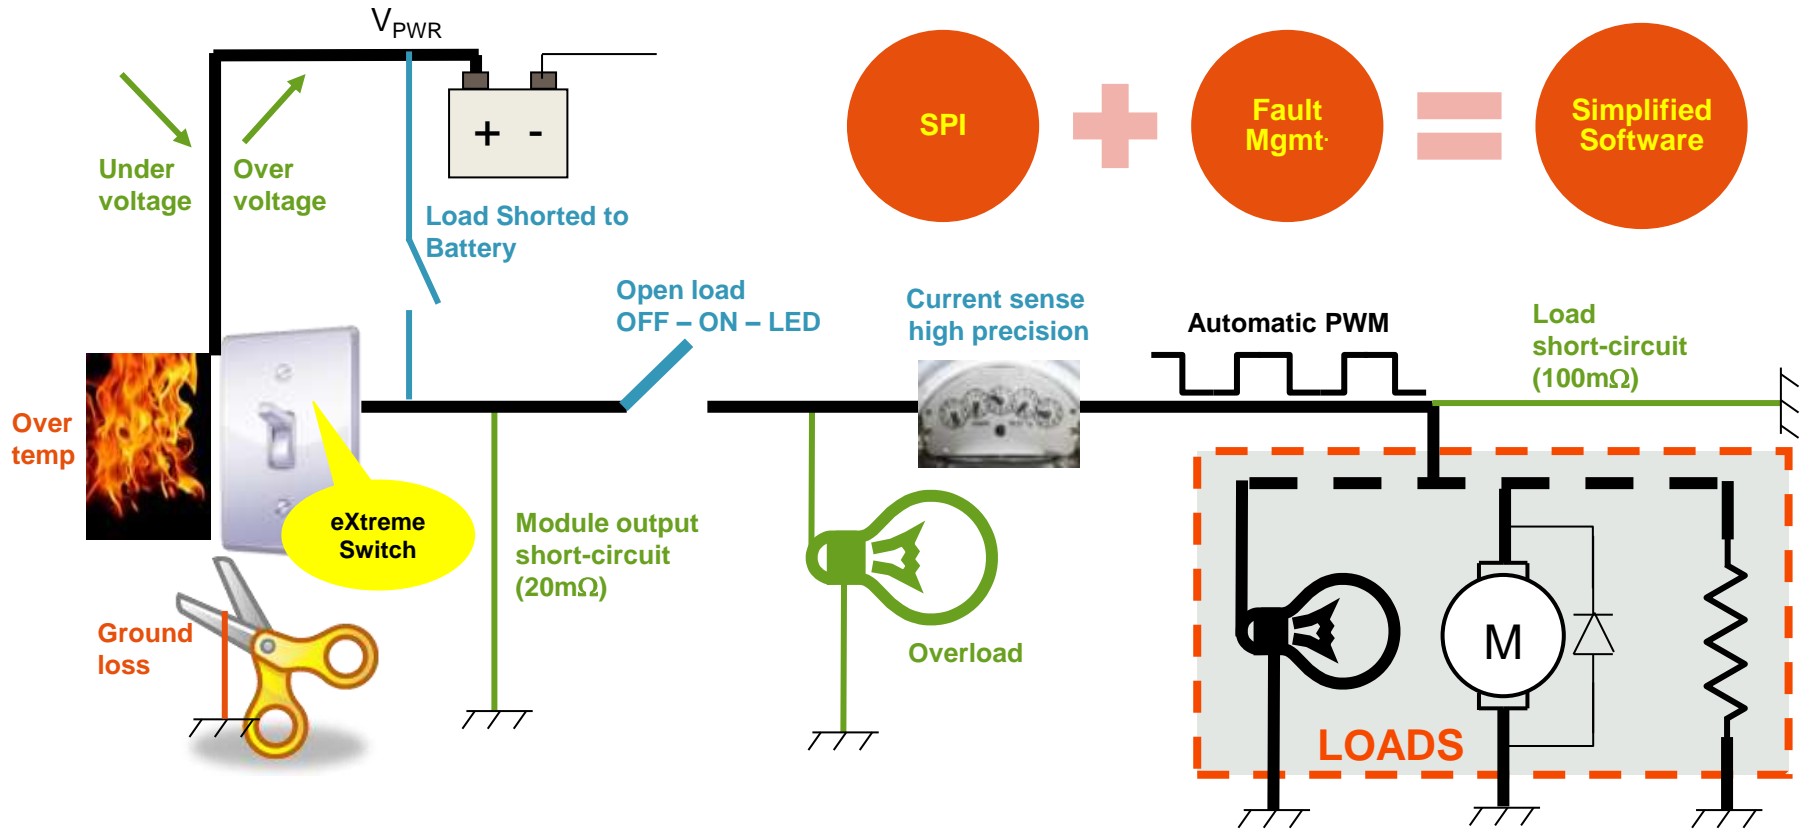 V_PWR
+ -
SPI
Fault
Mgmt.
Simplified
Software
Under
voltage
Over
voltage
Load Shorted to
Battery
Open load
OFF – ON – LED
Current sense
high precision
Automatic PWM
Load
short-circuit
(100mΩ)
Over
temp
eXtreme
Switch
Module output
short-circuit
(20mΩ)
Ground
loss
Overload
M
LOADS